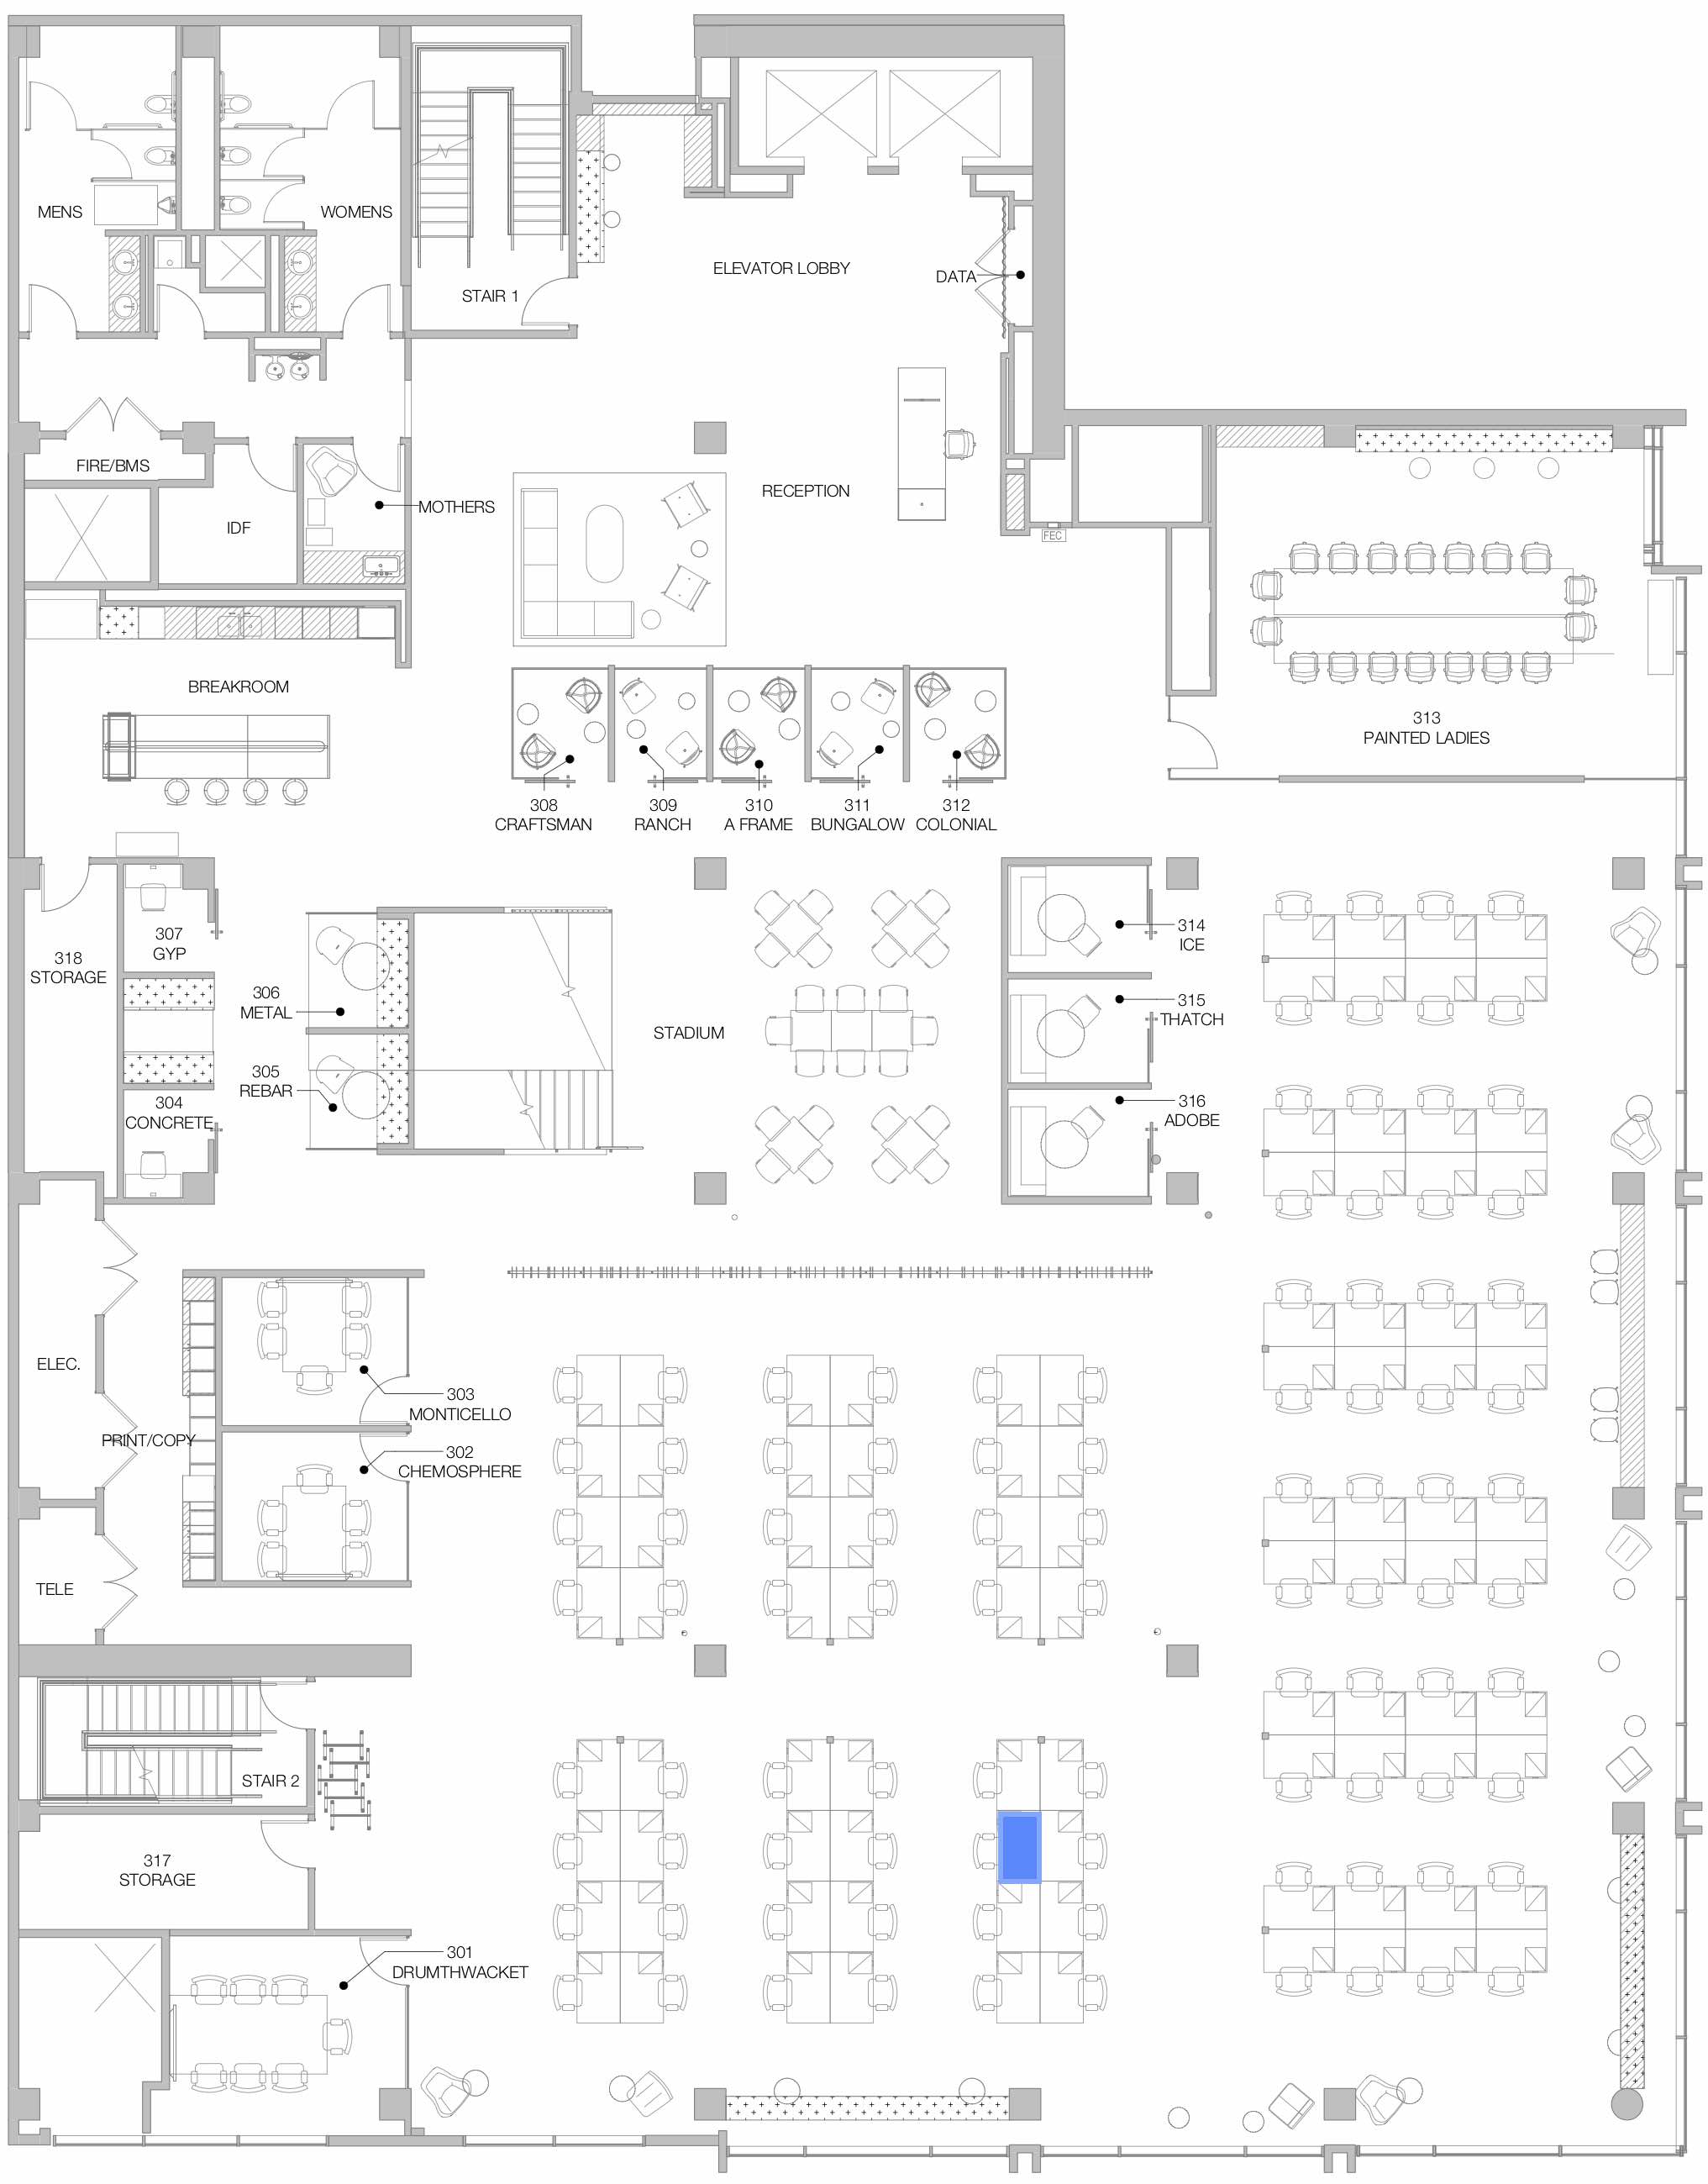 MENS
WOMENS
STAIR 1
ELEVATOR LOBBY
DATA
FIRE/BMS
IDF
MOTHERS
RECEPTION
FEC
BREAKROOM
313
PAINTED LADIES
308
CRAFTSMAN
309
RANCH
310
A FRAME
311
BUNGALOW
312
COLONIAL
307
GYP
318
STORAGE
306
METAL
305
REBAR
304
CONCRETE
STADIUM
314
ICE
315
THATCH
316
ADOBE
ELEC.
303
MONTICELLO
PRINT/COPY
302
CHEMOSPHERE
TELE
STAIR 2
317
STORAGE
301
DRUMTHWACKET